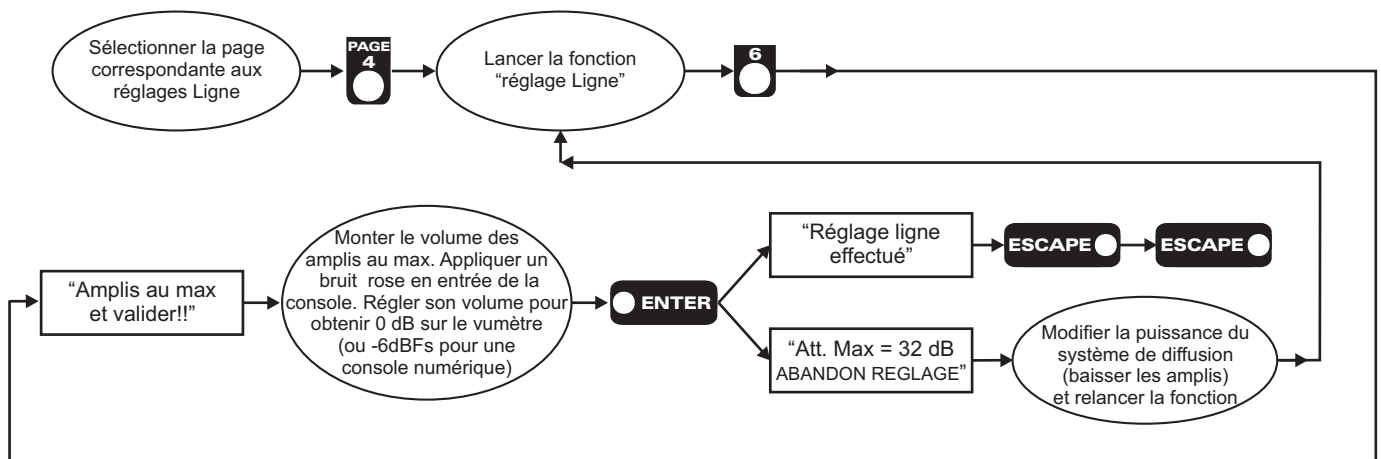 Sélectionner la page
correspondante aux
réglages Ligne
PAGE
4
Lancer la fonction
“réglage Ligne”
6
“Amplis au max
et valider!!”
Monter le volume des
amplis au max. Appliquer un
bruit rose en entrée de la
console. Régler son volume pour
obtenir 0 dB sur le vumètre
(ou -6dBFs pour une
console numérique)
ENTER
“Réglage ligne
effectué”
ESCAPE
ESCAPE
“Att. Max = 32 dB
ABANDON REGLAGE”
Modifier la puissance du
système de diffusion
(baisser les amplis)
et relancer la fonction